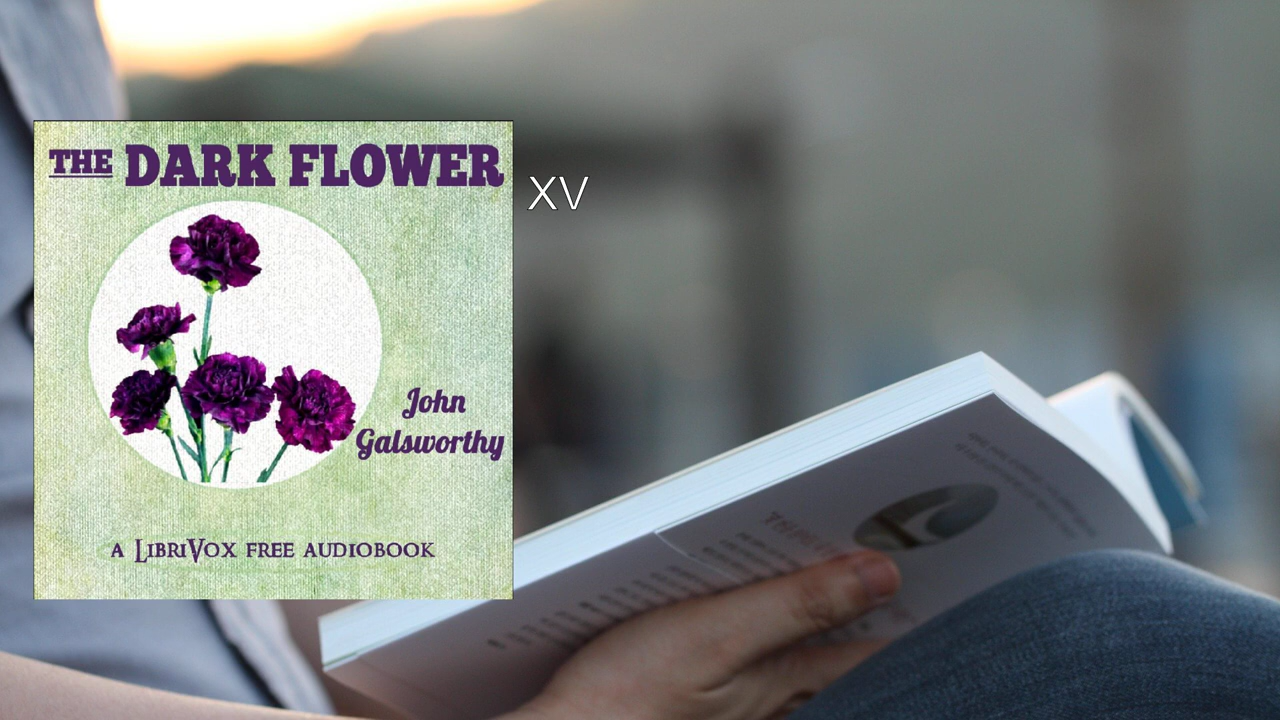 THE DARK FLOWER
XV
John
Galsworthy
A LIBRIVOX FREE AUDIOBOOK